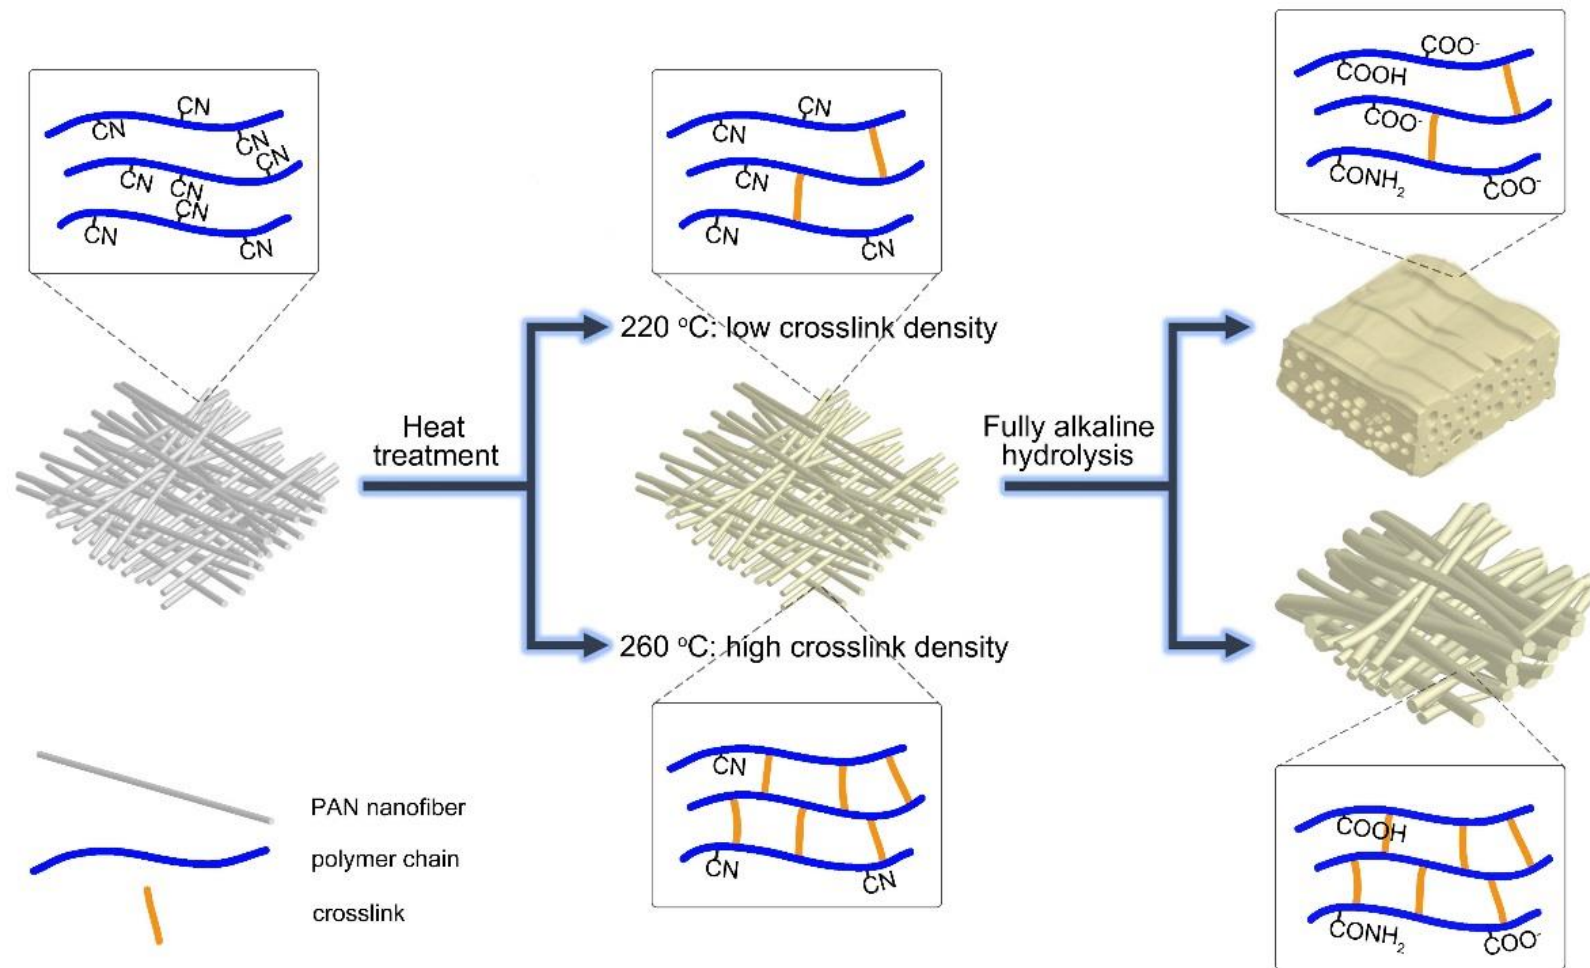 CN
CN
CN
CN
CN
CN
CN
CN
CN
Heat
treatment
CN
CN
CN
CN
CN
220 °C: low crosslink density
260 °C: high crosslink density
CN
CN
CN
Fully alkaline
hydrolysis
COO⁻
COOH
COO⁻
CONH₂
COO⁻
COOH
CONH₂
COO⁻
PAN nanofiber
polymer chain
crosslink